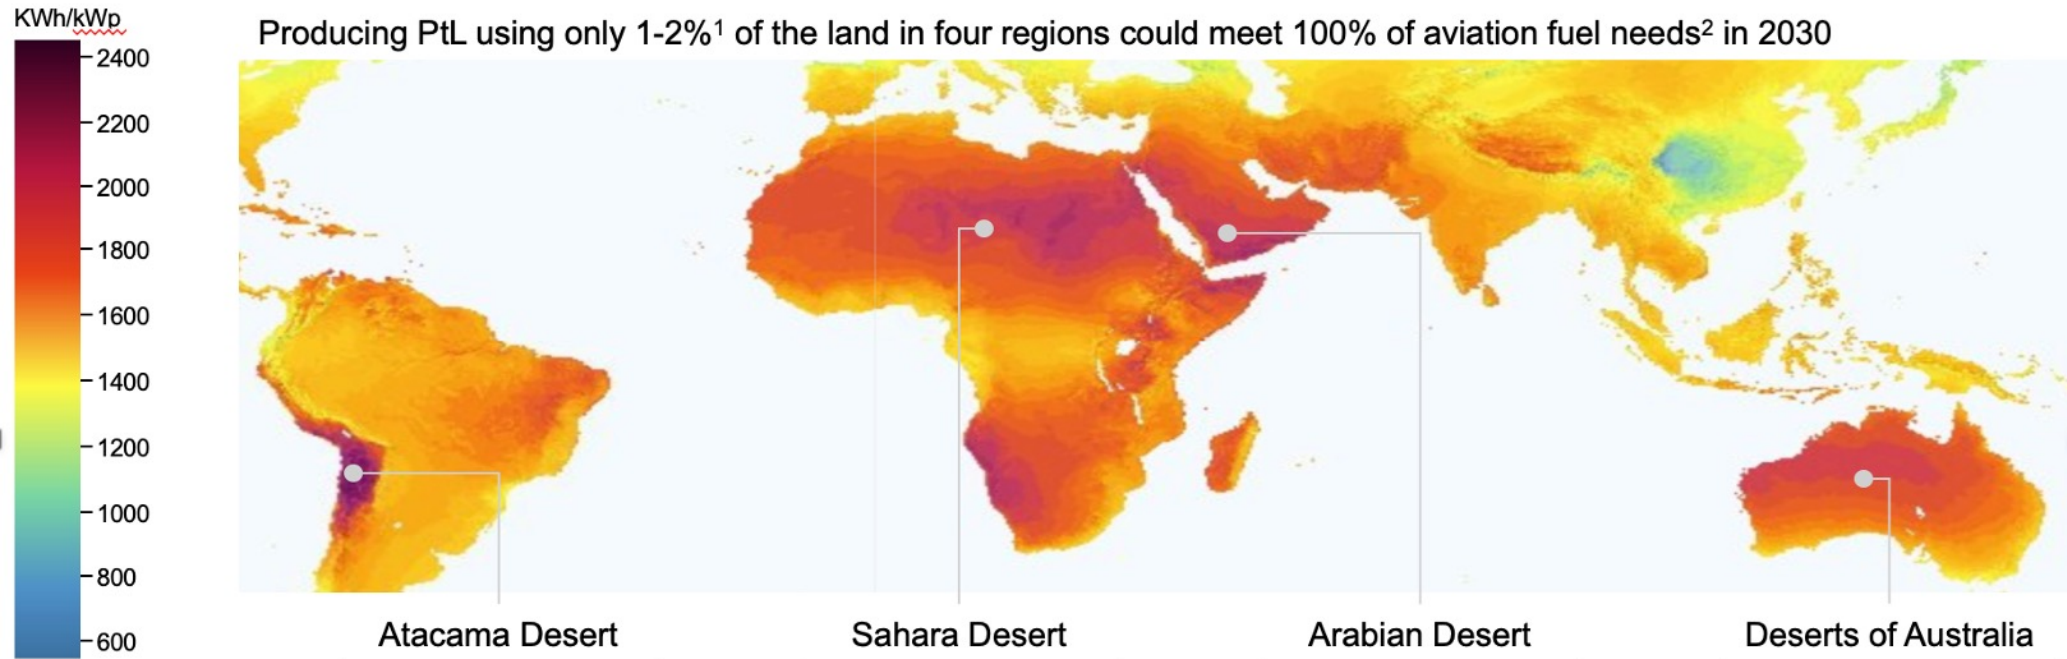 KWh/kWp
Producing PtL using only 1-2%¹ of the land in four regions could meet 100% of aviation fuel needs² in 2030
2400
2200
2000
1800
1600
1400
1200
1000
800
600
Atacama Desert
Sahara Desert
Arabian Desert
Deserts of Australia